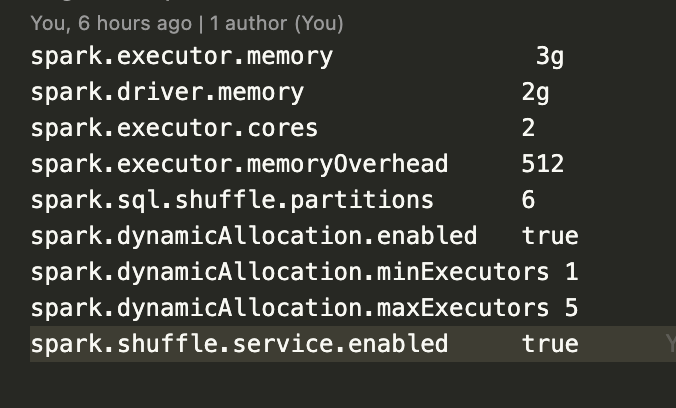 You, 6 hours ago | 1 author (You)
spark.executor.memory 3g
spark.driver.memory 2g
spark.executor.cores 2
spark.executor.memoryOverhead 512
spark.sql.shuffle.partitions 6
spark.dynamicAllocation.enabled true
spark.dynamicAllocation.minExecutors 1
spark.dynamicAllocation.maxExecutors 5
spark.shuffle.service.enabled true